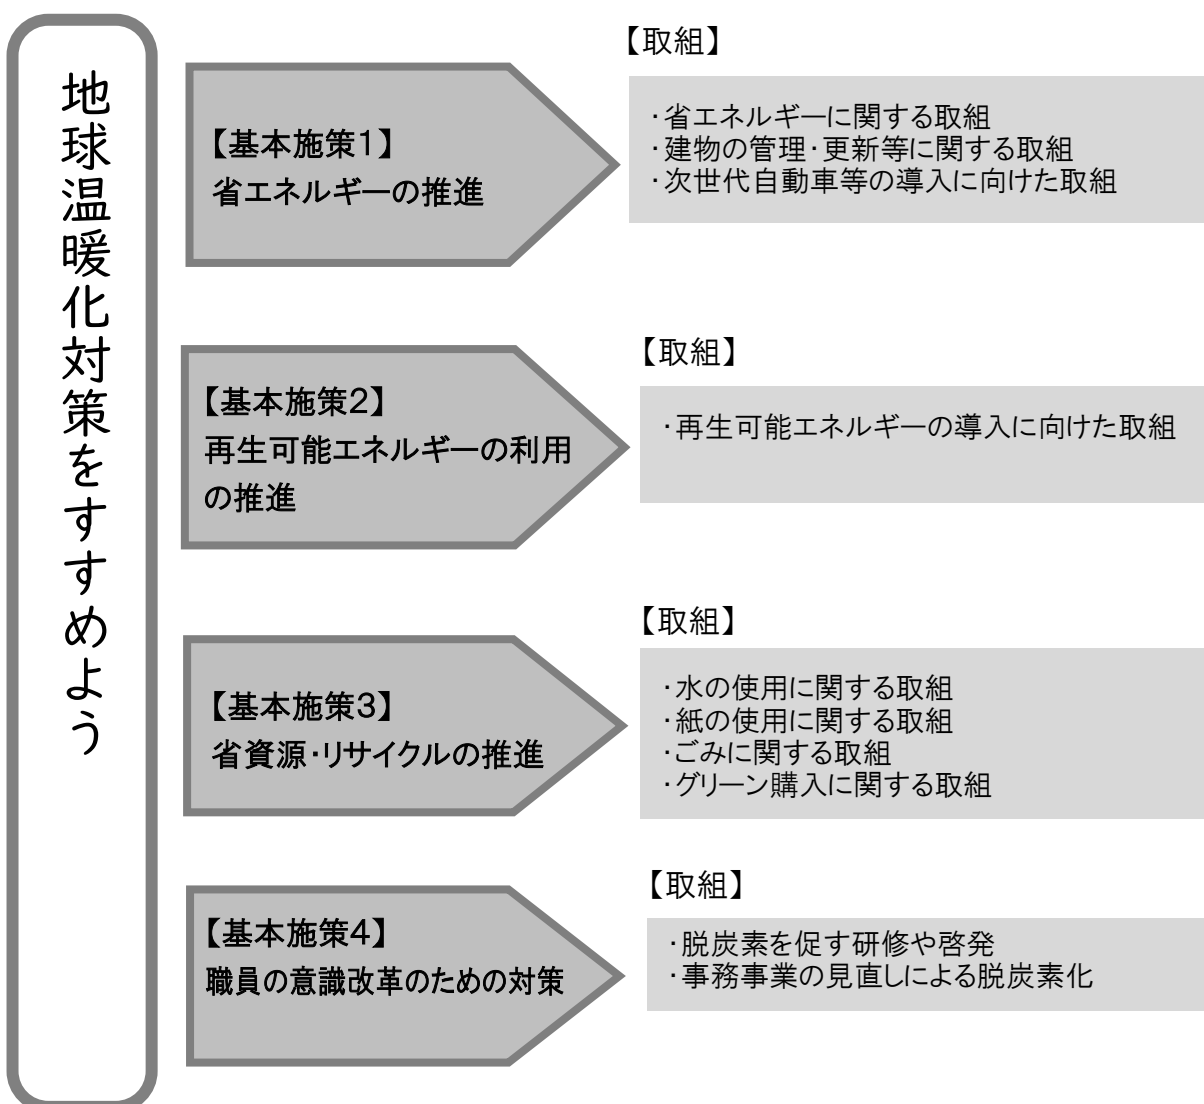 地球温暖化対策をすすめよう
【基本施策1】
省エネルギーの推進
【取組】
・省エネルギーに関する取組
・建物の管理・更新等に関する取組
・次世代自動車等の導入に向けた取組
【基本施策2】
再生可能エネルギーの利用
の推進
【取組】
・再生可能エネルギーの導入に向けた取組
【基本施策3】
省資源・リサイクルの推進
【取組】
・水の使用に関する取組
・紙の使用に関する取組
・ごみに関する取組
・グリーン購入に関する取組
【基本施策4】
職員の意識改革のための対策
【取組】
・脱炭素を促す研修や啓発
・事務事業の見直しによる脱炭素化